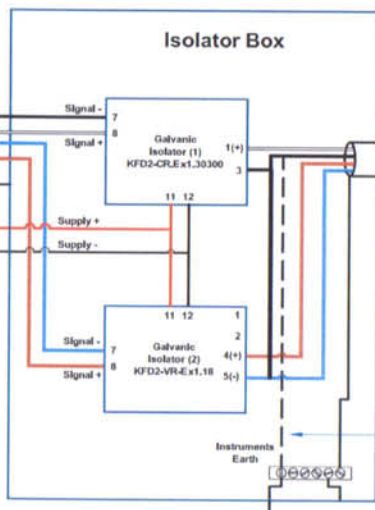 Isolator Box
Signal -
7
8
Signal +
Galvanic
Isolator (1)
KFD2-CR.Ex1.30300
1(+)
3
11 12
Supply +
Supply -
11 12
1
2
Signal -
7
8
Signal +
Galvanic
Isolator (2)
KFD2-VR-Ex1.18
4(+)
5(-)
Instruments
Earth